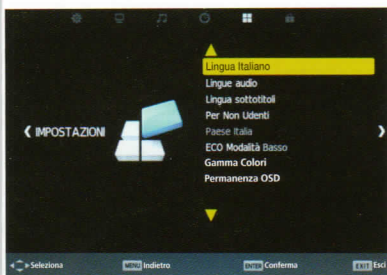 Lingua Italiano
Lingue audio
Lingua sottotitoli
Per Non Udenti
IMPOSTAZIONI
Paese Italia
ECO Modalità Basso
Gamma Colori
Permanenza OSD
Seleziona MENU Indietro ENTER Conferma EXIT Esci